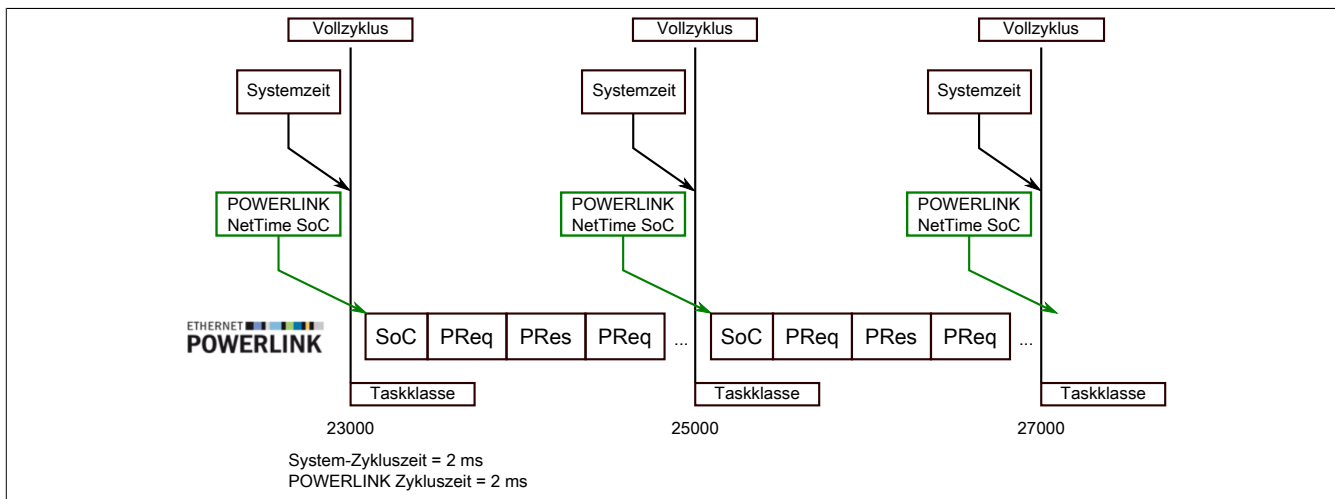 Vollzyklus Vollzyklus Vollzyklus
Systemzeit Systemzeit Systemzeit
POWERLINK POWERLINK POWERLINK
NetTime SoC NetTime SoC NetTime SoC
ETHERNET
POWERLINK
SoC PReq PRes PReq ... SoC PReq PRes PReq ...
Taskklasse Taskklasse Taskklasse
23000 25000 27000
System-Zykluszeit = 2 ms
POWERLINK Zykluszeit = 2 ms